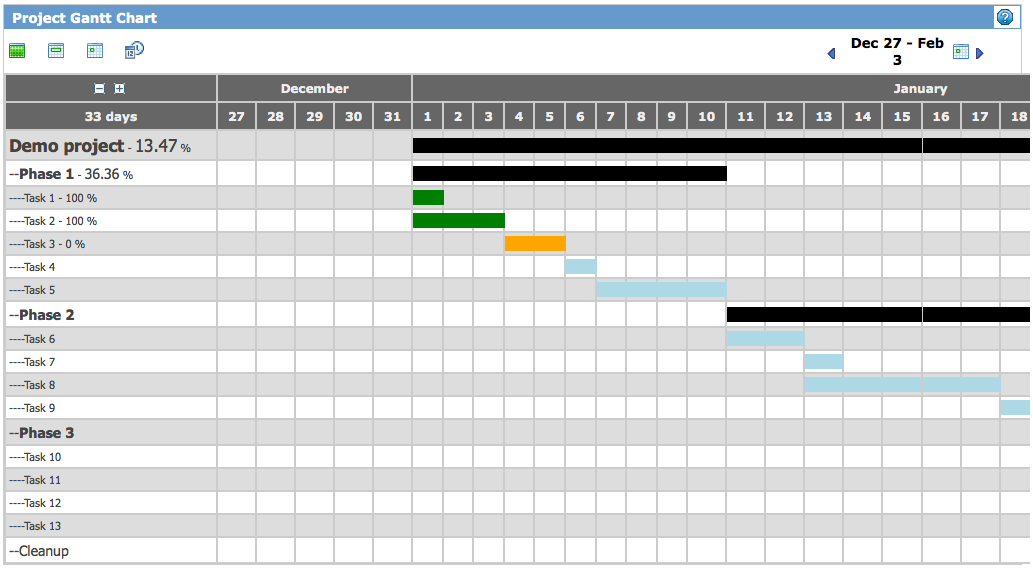 Project Gantt Chart
?
12
Dec 27 - Feb
3
December January
33 days 27 28 29 30 31 1 2 3 4 5 6 7 8 9 10 11 12 13 14 15 16 17 18
Demo project - 13.47 %
--Phase 1 - 36.36 %
----Task 1 - 100 %
----Task 2 - 100 %
----Task 3 - 0 %
----Task 4
----Task 5
--Phase 2
----Task 6
----Task 7
----Task 8
----Task 9
--Phase 3
----Task 10
----Task 11
----Task 12
----Task 13
--Cleanup